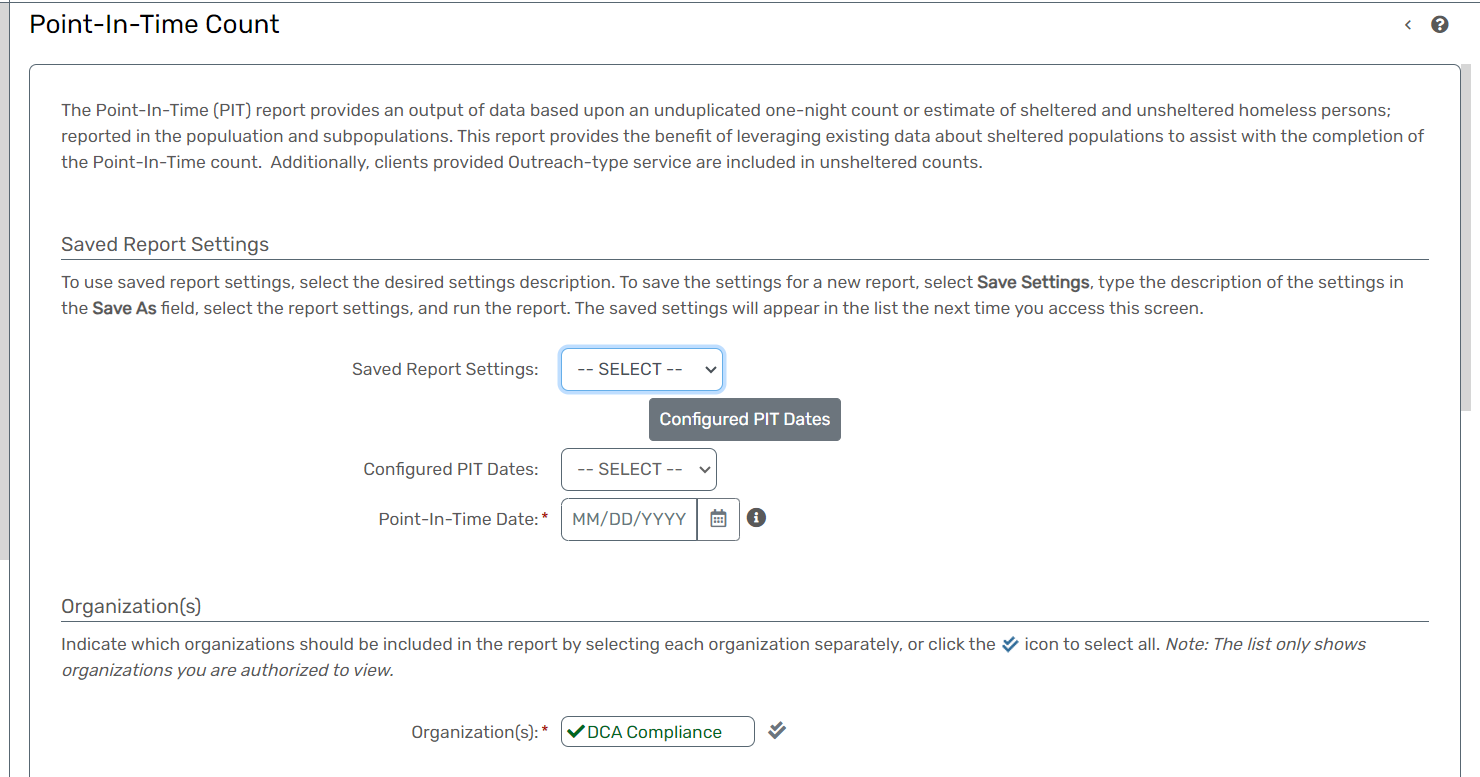 Point-In-Time Count
The Point-In-Time (PIT) report provides an output of data based upon an unduplicated one-night count or estimate of sheltered and unsheltered homeless persons;
reported in the populuation and subpopulations. This report provides the benefit of leveraging existing data about sheltered populations to assist with the completion of
the Point-In-Time count.  Additionally, clients provided Outreach-type service are included in unsheltered counts.
Saved Report Settings
To use saved report settings, select the desired settings description. To save the settings for a new report, select Save Settings, type the description of the settings in
the Save As field, select the report settings, and run the report. The saved settings will appear in the list the next time you access this screen.
Saved Report Settings: -- SELECT --
Configured PIT Dates
Configured PIT Dates: -- SELECT --
Point-In-Time Date:* MM/DD/YYYY
Organization(s)
Indicate which organizations should be included in the report by selecting each organization separately, or click the icon to select all. Note: The list only shows
organizations you are authorized to view.
Organization(s):* DCA Compliance